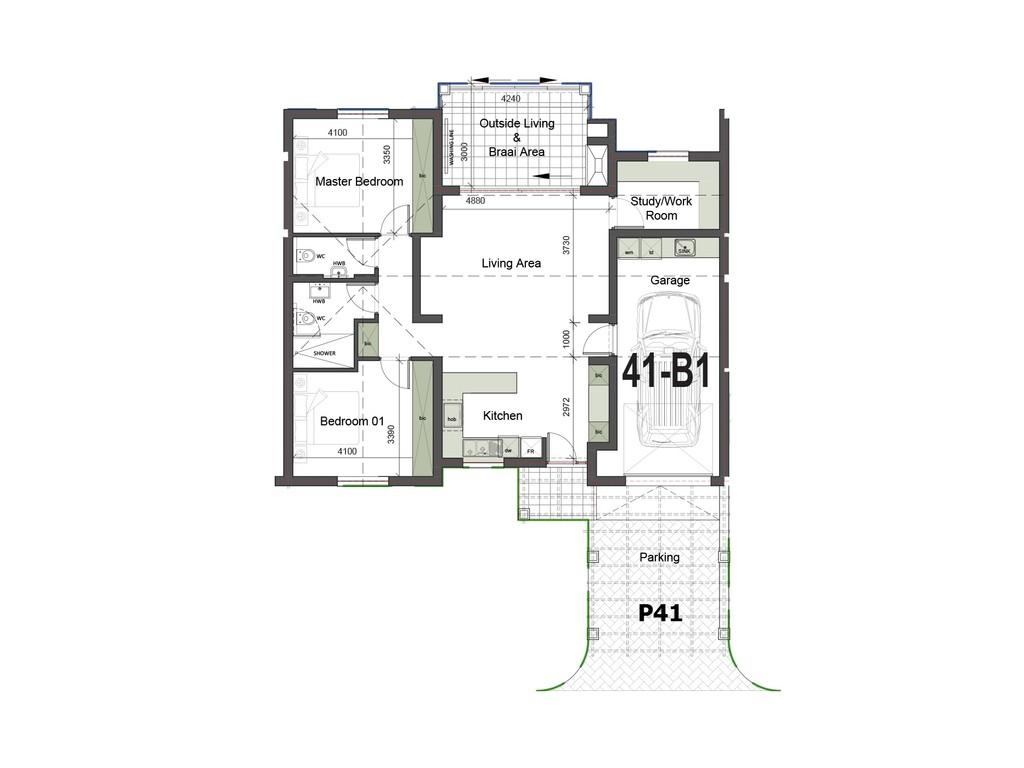 4240
Outside Living
&
Braai Area
WASHING LINE
3000
4100
3350
bic
Master Bedroom
4880
Study/Work
Room
WC
HWB
3730
Living Area
wm
td
SINK
Garage
HWB
WC
SHOWER
bic
1000
41-B1
bic
Bedroom 01
4100
3390
bic
hob
Kitchen
2972
bic
dw
FR
Parking
P41